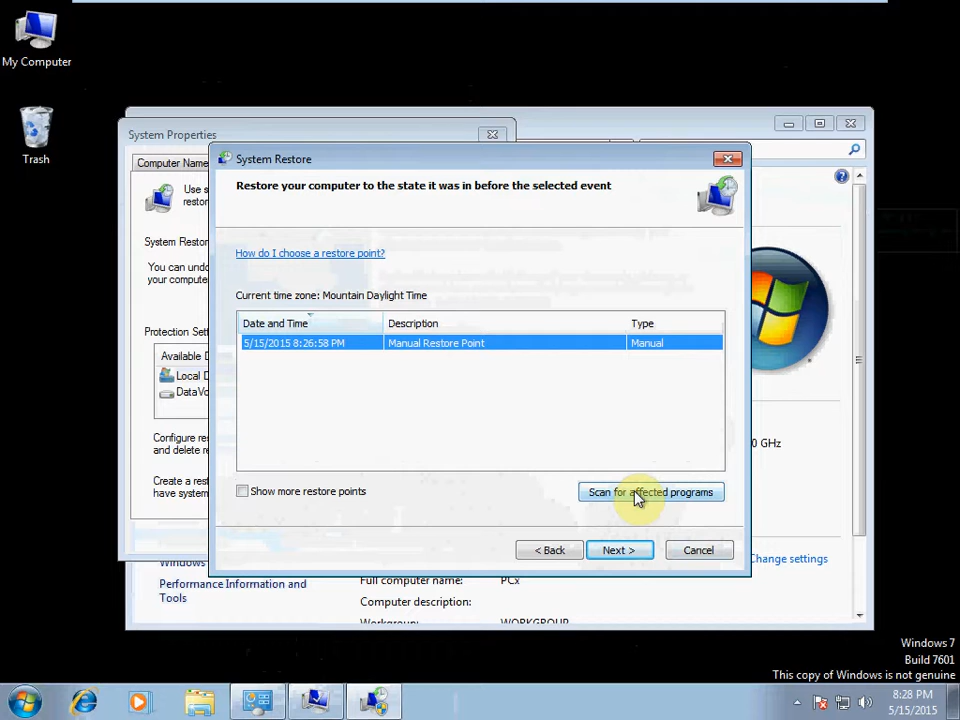 My Computer
Trash
System Properties
Computer Name
Use s
restor
System Restor
You can undo
your compute
Protection Sett
Available D
Local D
DataVo
Configure res
and delete r
Create a rest
have system
System Restore
Restore your computer to the state it was in before the selected event
How do I choose a restore point?
Current time zone: Mountain Daylight Time
Date and Time
Description
Type
5/15/2015 8:26:58 PM
Manual Restore Point
Manual
Show more restore points
Scan for affected programs
< Back
Next >
Cancel
0 GHz
Change settings
Windows
Performance Information and
Tools
Full computer name:
PCx
Computer description:
Workgroup:
WORKGROUP
Windows 7
Build 7601
This copy of Windows is not genuine
8:28 PM
5/15/2015